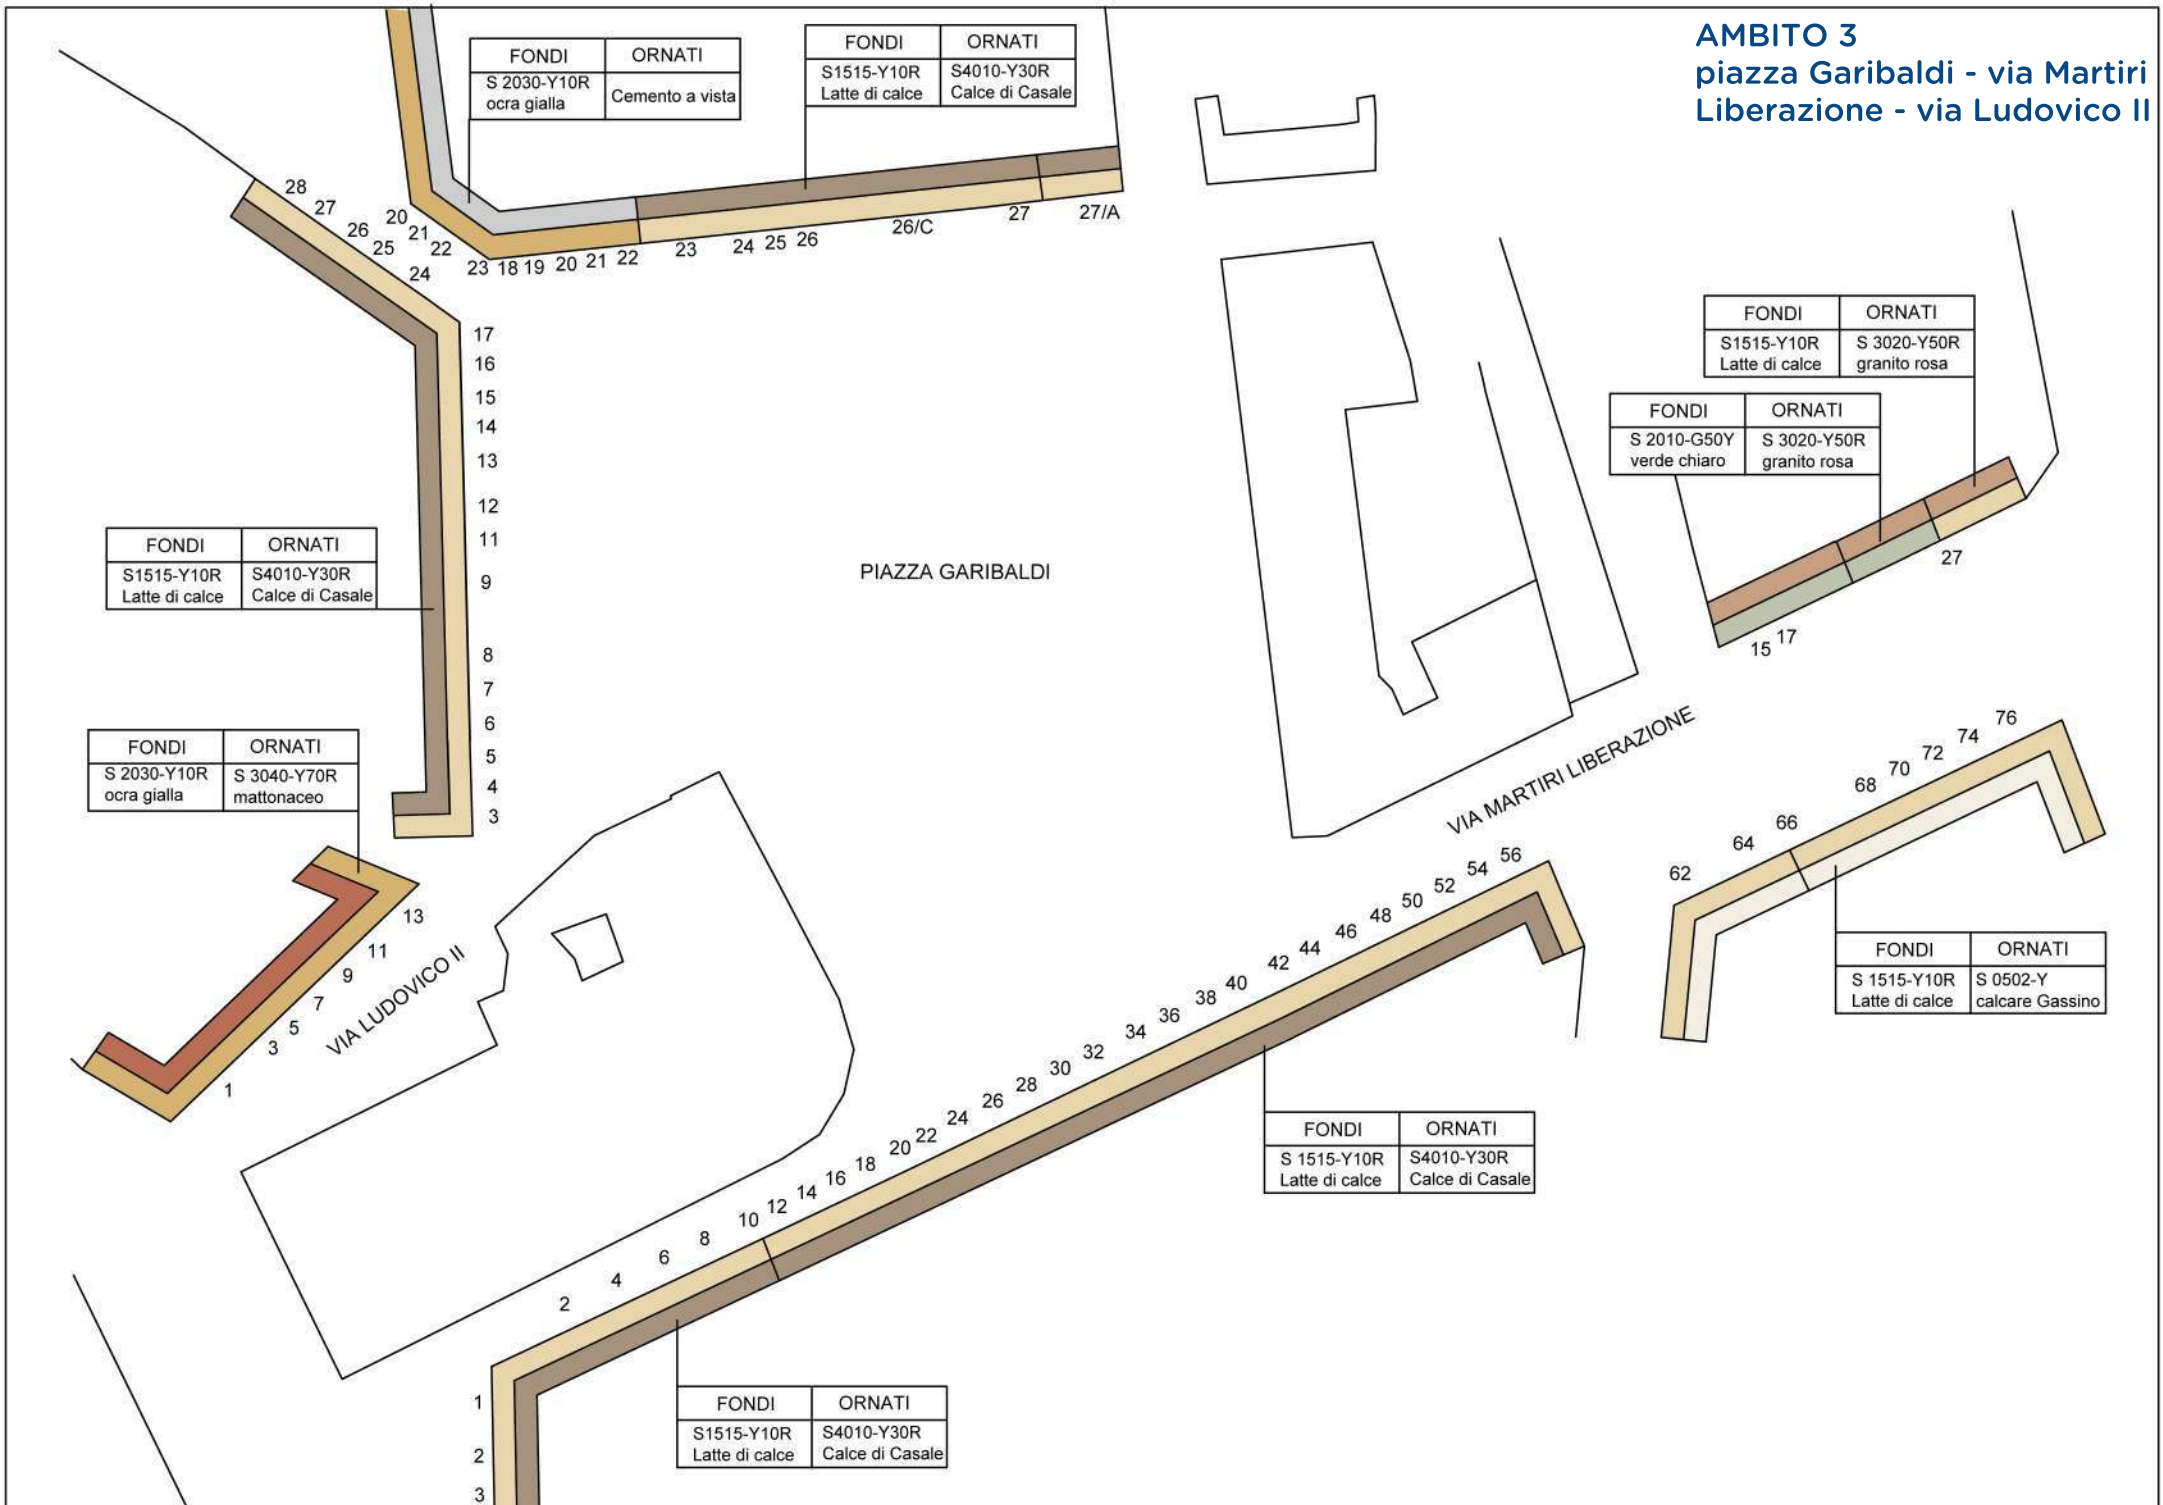 AMBITO 3
piazza Garibaldi - via Martiri
Liberazione - via Ludovico II
FONDI ORNATI
S 2030-Y10R
ocra gialla
Cemento a vista
FONDI ORNATI
S1515-Y10R S4010-Y30R
Latte di calce Calce di Casale
28
27
26
25
24
20
21
22
23 18 19 20 21 22
23 24 25 26 26/C 27 27/A
17
16
15
14
13
12
11
9
8
7
6
5
4
3
FONDI ORNATI
S1515-Y10R S 3020-Y50R
Latte di calce granito rosa
FONDI ORNATI
S 2010-G50Y S 3020-Y50R
verde chiaro granito rosa
27
15 17
FONDI ORNATI
S1515-Y10R S4010-Y30R
Latte di calce Calce di Casale
PIAZZA GARIBALDI
FONDI ORNATI
S 2030-Y10R S 3040-Y70R
ocra gialla mattonaceo
13
11
9
7
5
3
1
VIA LUDOVICO II
VIA MARTIRI LIBERAZIONE
62 64 66 68 70 72 74 76
FONDI ORNATI
S 1515-Y10R S 0502-Y
Latte di calce calcare Gassino
2 4 6 8 10 12 14 16 18 20 22 24 26 28 30 32 34 36 38 40 42 44 46 48 50 52 54 56
FONDI ORNATI
S 1515-Y10R S4010-Y30R
Latte di calce Calce di Casale
FONDI ORNATI
S1515-Y10R S4010-Y30R
Latte di calce Calce di Casale
1
2
3